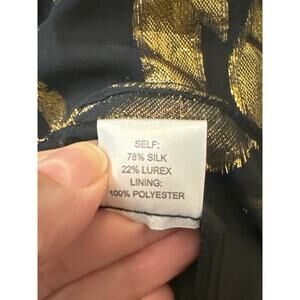 SELF:
78% SILK
22% LUREX
LINING:
100% POLYESTER